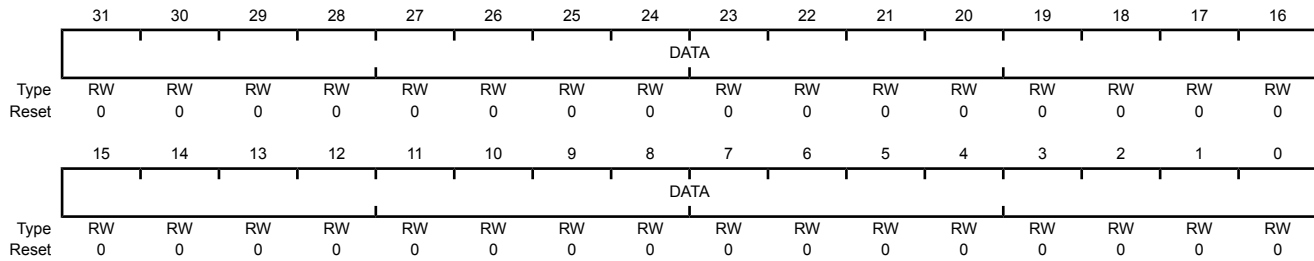 31 30 29 28 27 26 25 24 23 22 21 20 19 18 17 16
DATA
Type RW RW RW RW RW RW RW RW RW RW RW RW RW RW RW RW
Reset 0 0 0 0 0 0 0 0 0 0 0 0 0 0 0 0
15 14 13 12 11 10 9 8 7 6 5 4 3 2 1 0
DATA
Type RW RW RW RW RW RW RW RW RW RW RW RW RW RW RW RW
Reset 0 0 0 0 0 0 0 0 0 0 0 0 0 0 0 0